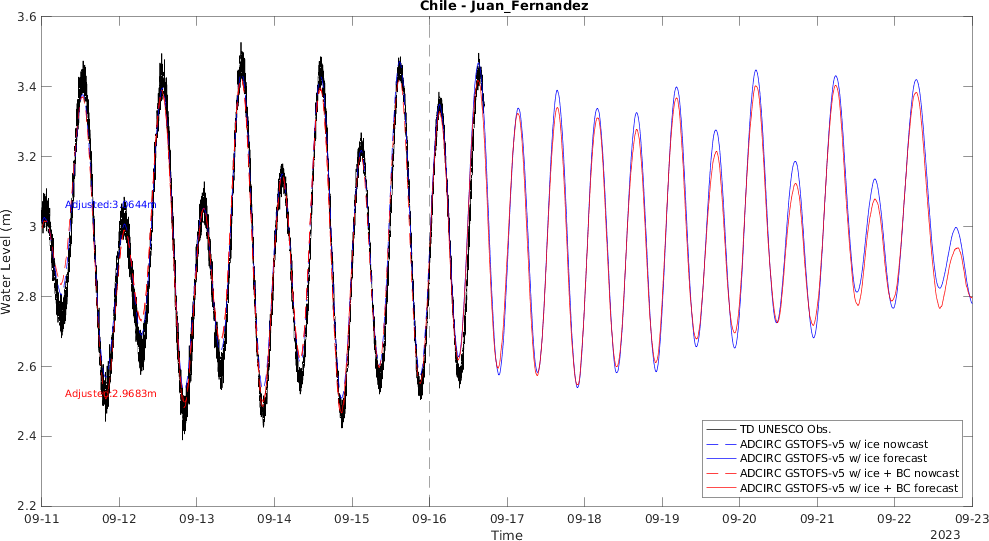 Chile - Juan_Fernandez
3.6
3.4
3.2
3
2.8
2.6
2.4
2.2
Water Level (m)
Adjusted:3.0644m
Adjusted:2.9683m
TD UNESCO Obs.
ADCIRC GSTOFS-v5 w/ ice nowcast
ADCIRC GSTOFS-v5 w/ ice forecast
ADCIRC GSTOFS-v5 w/ ice + BC nowcast
ADCIRC GSTOFS-v5 w/ ice + BC forecast
09-11 09-12 09-13 09-14 09-15 09-16 09-17 09-18 09-19 09-20 09-21 09-22 09-23
Time
2023